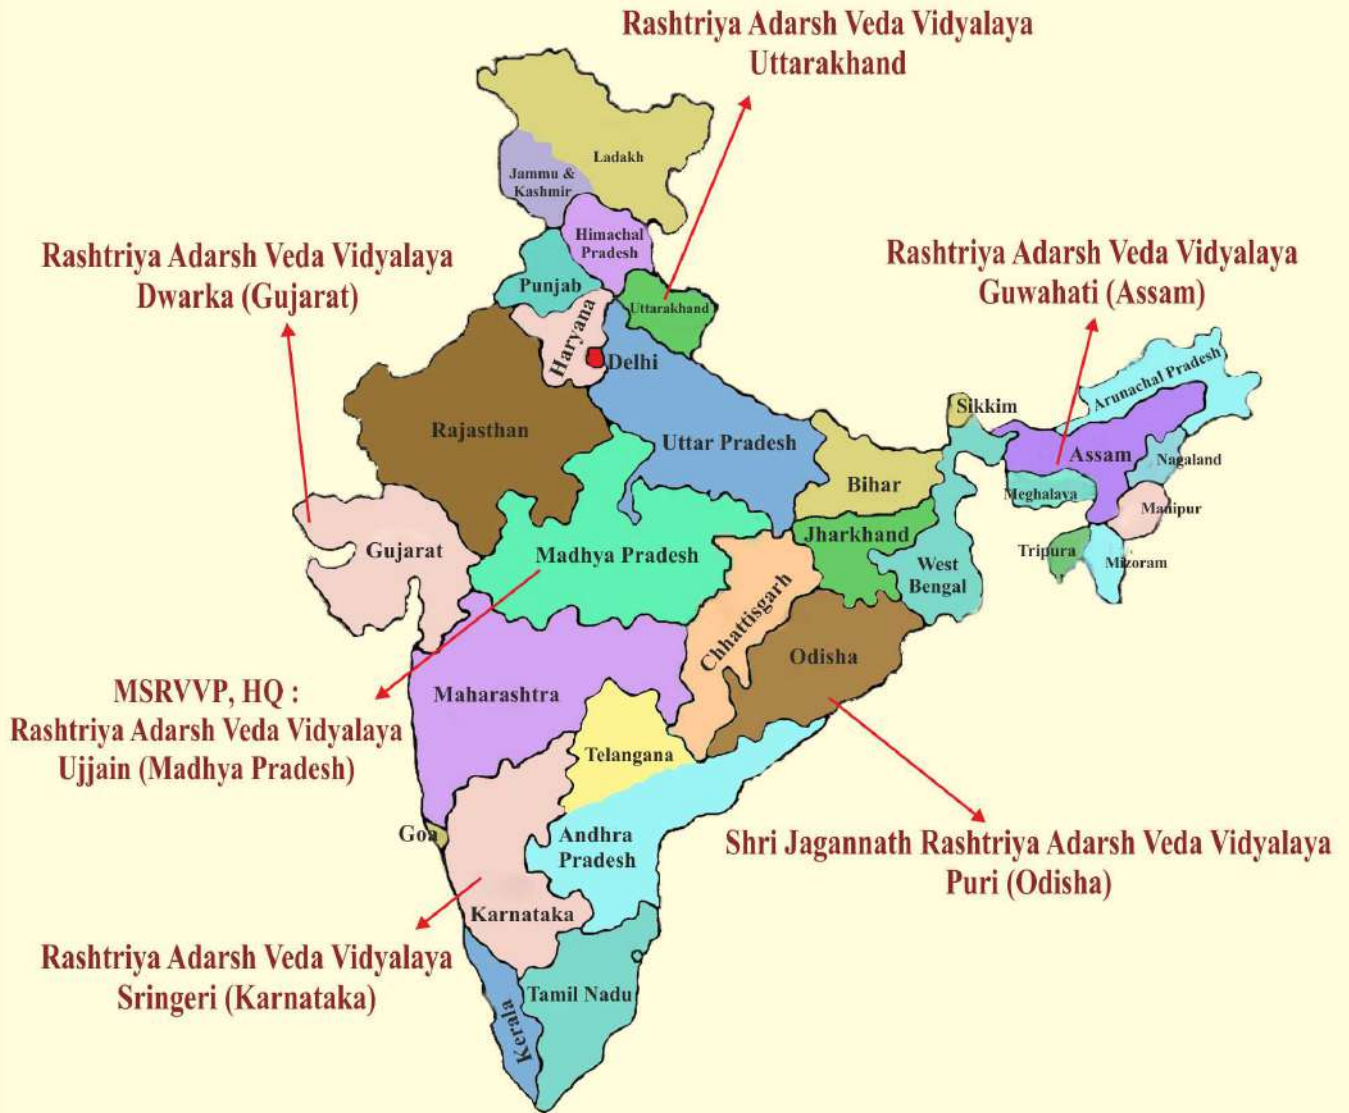 Rashtriya Adarsh Veda Vidyalaya
Uttarakhand
Ladakh
Jammu &
Kashmir
Himachal
Pradesh
Rashtriya Adarsh Veda Vidyalaya
Dwarka (Gujarat)
Rashtriya Adarsh Veda Vidyalaya
Guwahati (Assam)
Punjab
Uttarakhand
Haryana
Delhi
Arunachal Pradesh
Sikkim
Rajasthan
Uttar Pradesh
Assam
Nagaland
Bihar
Meghalaya
Manipur
Gujarat
Madhya Pradesh
Jharkhand
Tripura
Mizoram
West
Bengal
Chhattisgarh
Odisha
MSRVVP, HQ :
Rashtriya Adarsh Veda Vidyalaya
Ujjain (Madhya Pradesh)
Maharashtra
Telangana
Goa
Andhra
Pradesh
Shri Jagannath Rashtriya Adarsh Veda Vidyalaya
Puri (Odisha)
Karnataka
Rashtriya Adarsh Veda Vidyalaya
Sringeri (Karnataka)
Tamil Nadu
Kerala